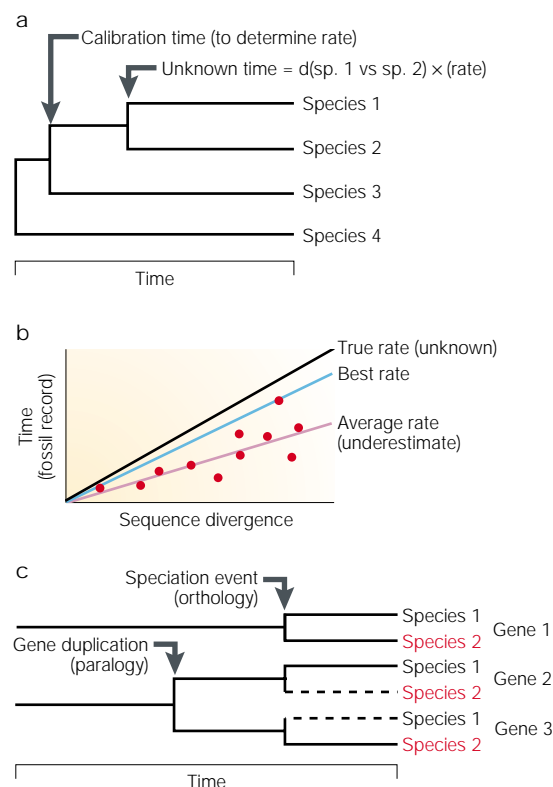 a
Calibration time (to determine rate)
Unknown time = d(sp. 1 vs sp. 2) × (rate)
Species 1
Species 2
Species 3
Species 4
Time
b
Time
(fossil record)
True rate (unknown)
Best rate
Average rate
(underestimate)
Sequence divergence
c
Speciation event
(orthology)
Gene duplication
(paralogy)
Species 1
Species 2
Gene 1
Species 1
Species 2
Gene 2
Species 1
Species 2
Gene 3
Time